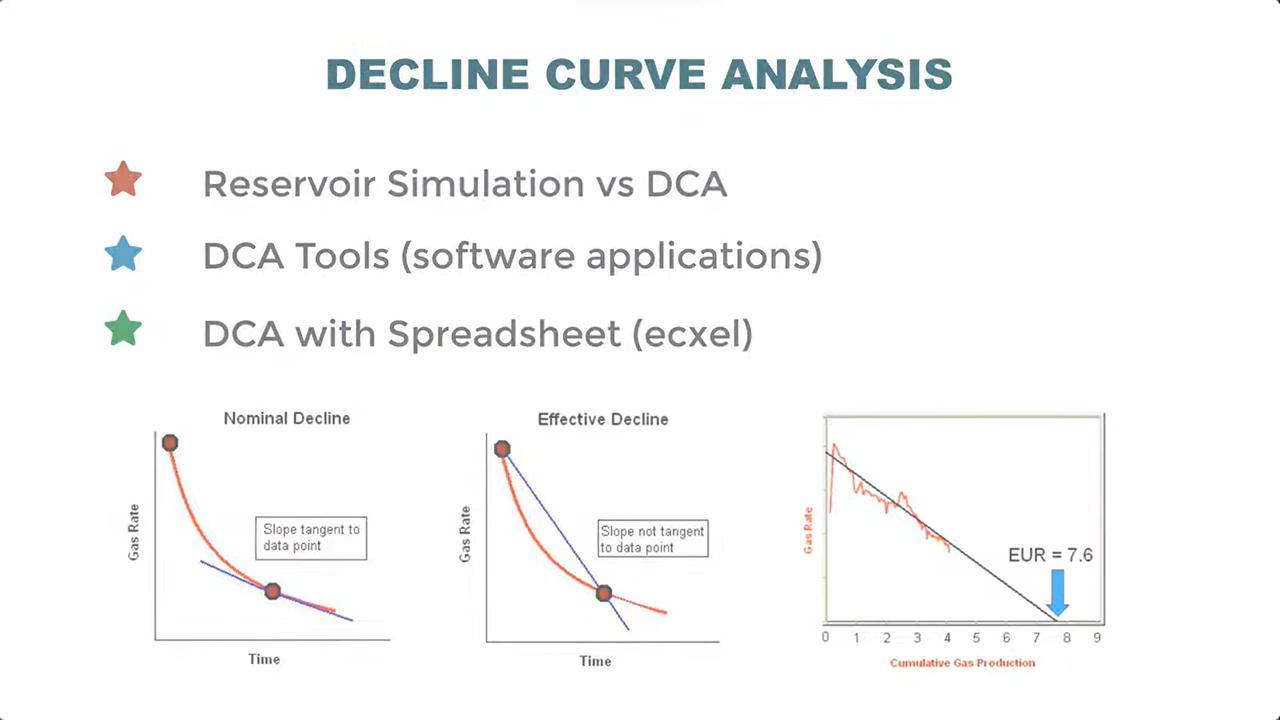 DECLINE CURVE ANALYSIS
Reservoir Simulation vs DCA
DCA Tools (software applications)
DCA with Spreadsheet (ecxel)
Nominal Decline
Gas Rate
Slope tangent to
data point
Time
Effective Decline
Gas Rate
Slope not tangent
to data point
Time
Gas Rate
EUR = 7.6
0 1 2 3 4 5 6 7 8 9
Cumulative Gas Production